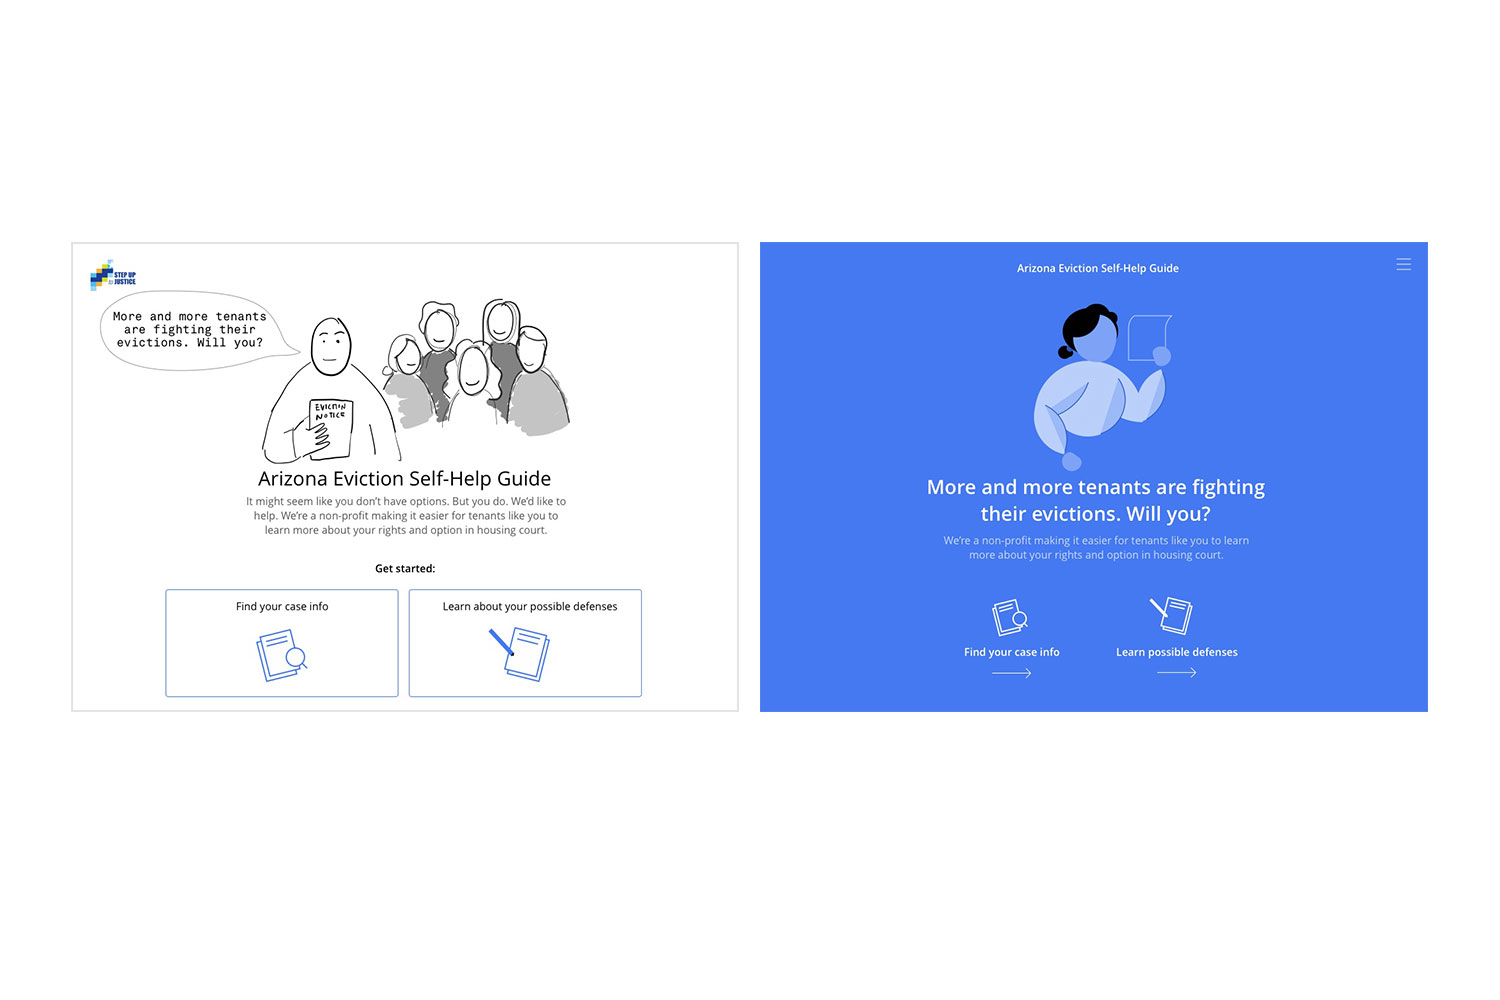 STEP UP
to JUSTICE
More and more tenants
are fighting their
evictions. Will you?
EVICTION
NOTICE
Arizona Eviction Self-Help Guide
It might seem like you don't have options. But you do. We'd like to
help. We're a non-profit making it easier for tenants like you to
learn more about your rights and option in housing court.
Get started:
Find your case info
Learn about your possible defenses
Arizona Eviction Self-Help Guide
More and more tenants are fighting
their evictions. Will you?
We're a non-profit making it easier for tenants like you to learn
more about your rights and option in housing court.
Find your case info
Learn possible defenses